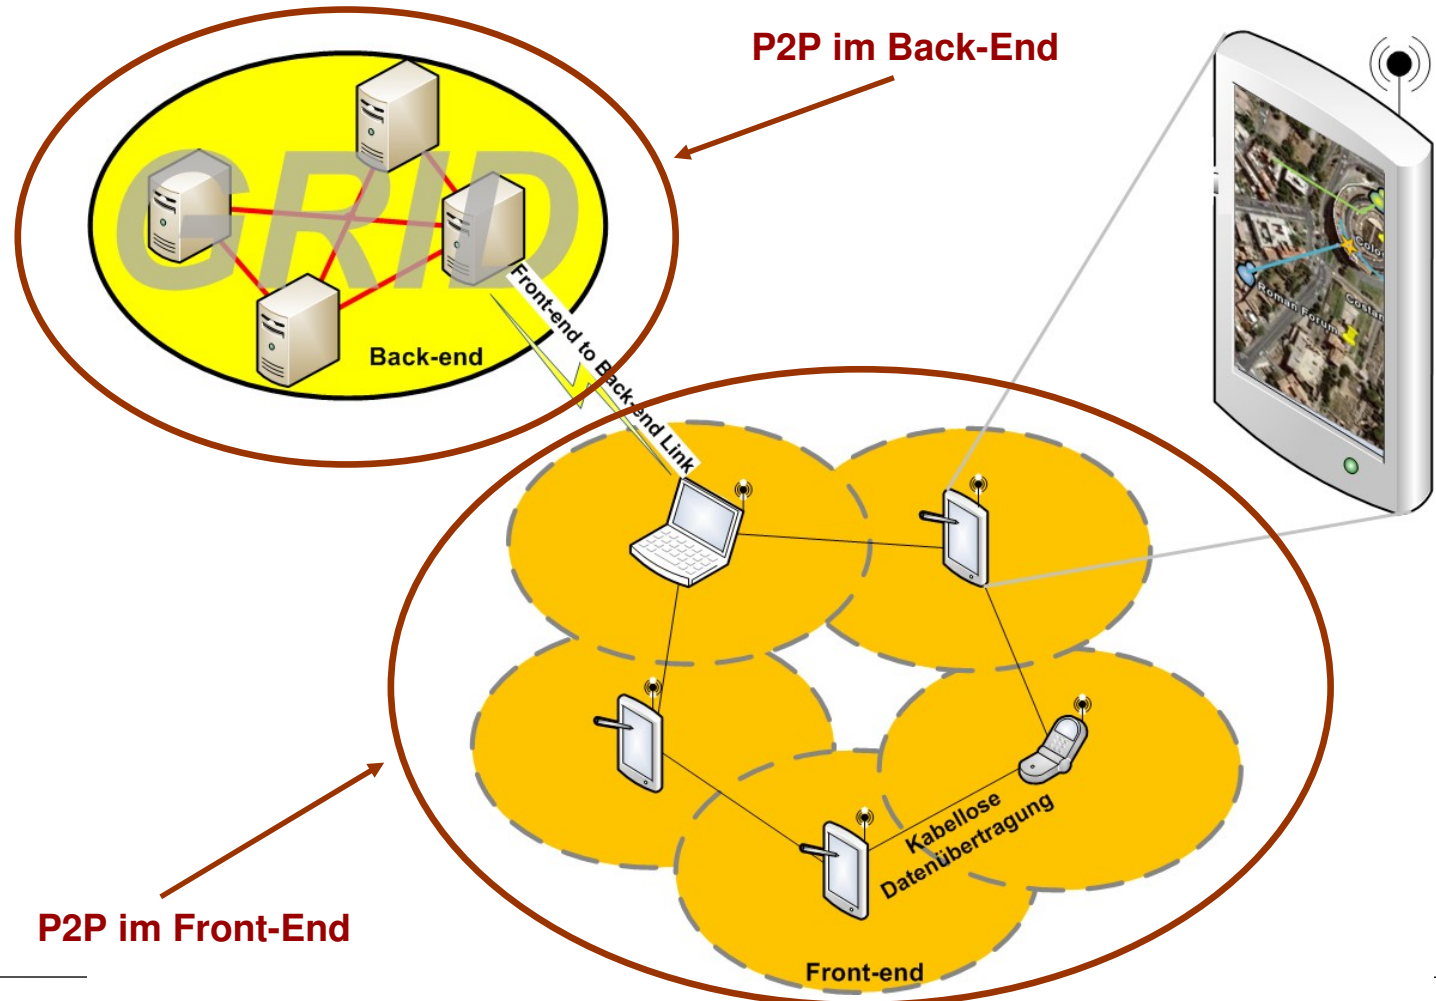 P2P im Back-End
GRID
Back-end
Front-end to Back-end Link
Roman Forum
Kabellose
Datenübertragung
P2P im Front-End
Front-end